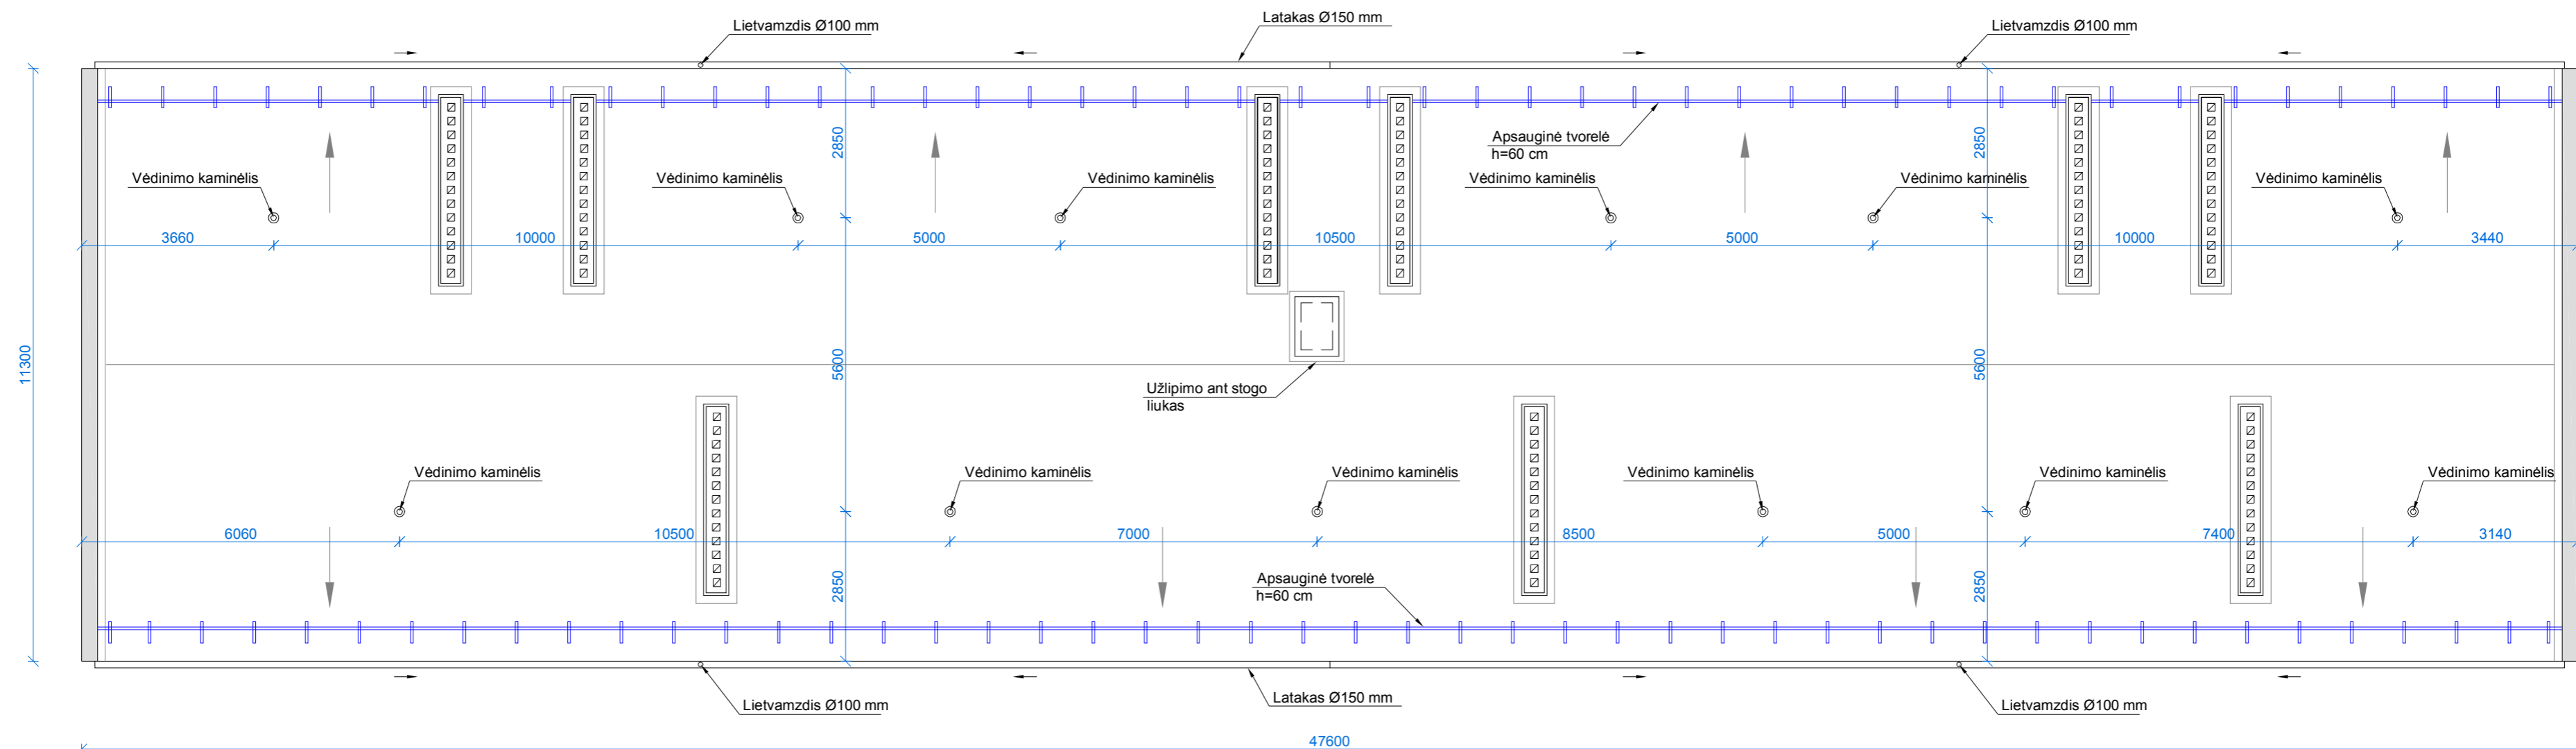 Latakas Ø150 mm
Lietvamzdis Ø100 mm
Lietvamzdis Ø100 mm
Apsauginė tvorelė
h=60 cm
2850
2850
Vėdinimo kaminėlis
Vėdinimo kaminėlis
Vėdinimo kaminėlis
Vėdinimo kaminėlis
Vėdinimo kaminėlis
Vėdinimo kaminėlis
3660
10000
5000
10500
5000
10000
3440
11300
5600
5600
Užlipimo ant stogo
liukas
Vėdinimo kaminėlis
Vėdinimo kaminėlis
Vėdinimo kaminėlis
Vėdinimo kaminėlis
Vėdinimo kaminėlis
Vėdinimo kaminėlis
6060
10500
7000
8500
5000
7400
3140
2850
2850
Apsauginė tvorelė
h=60 cm
Lietvamzdis Ø100 mm
Latakas Ø150 mm
Lietvamzdis Ø100 mm
47600